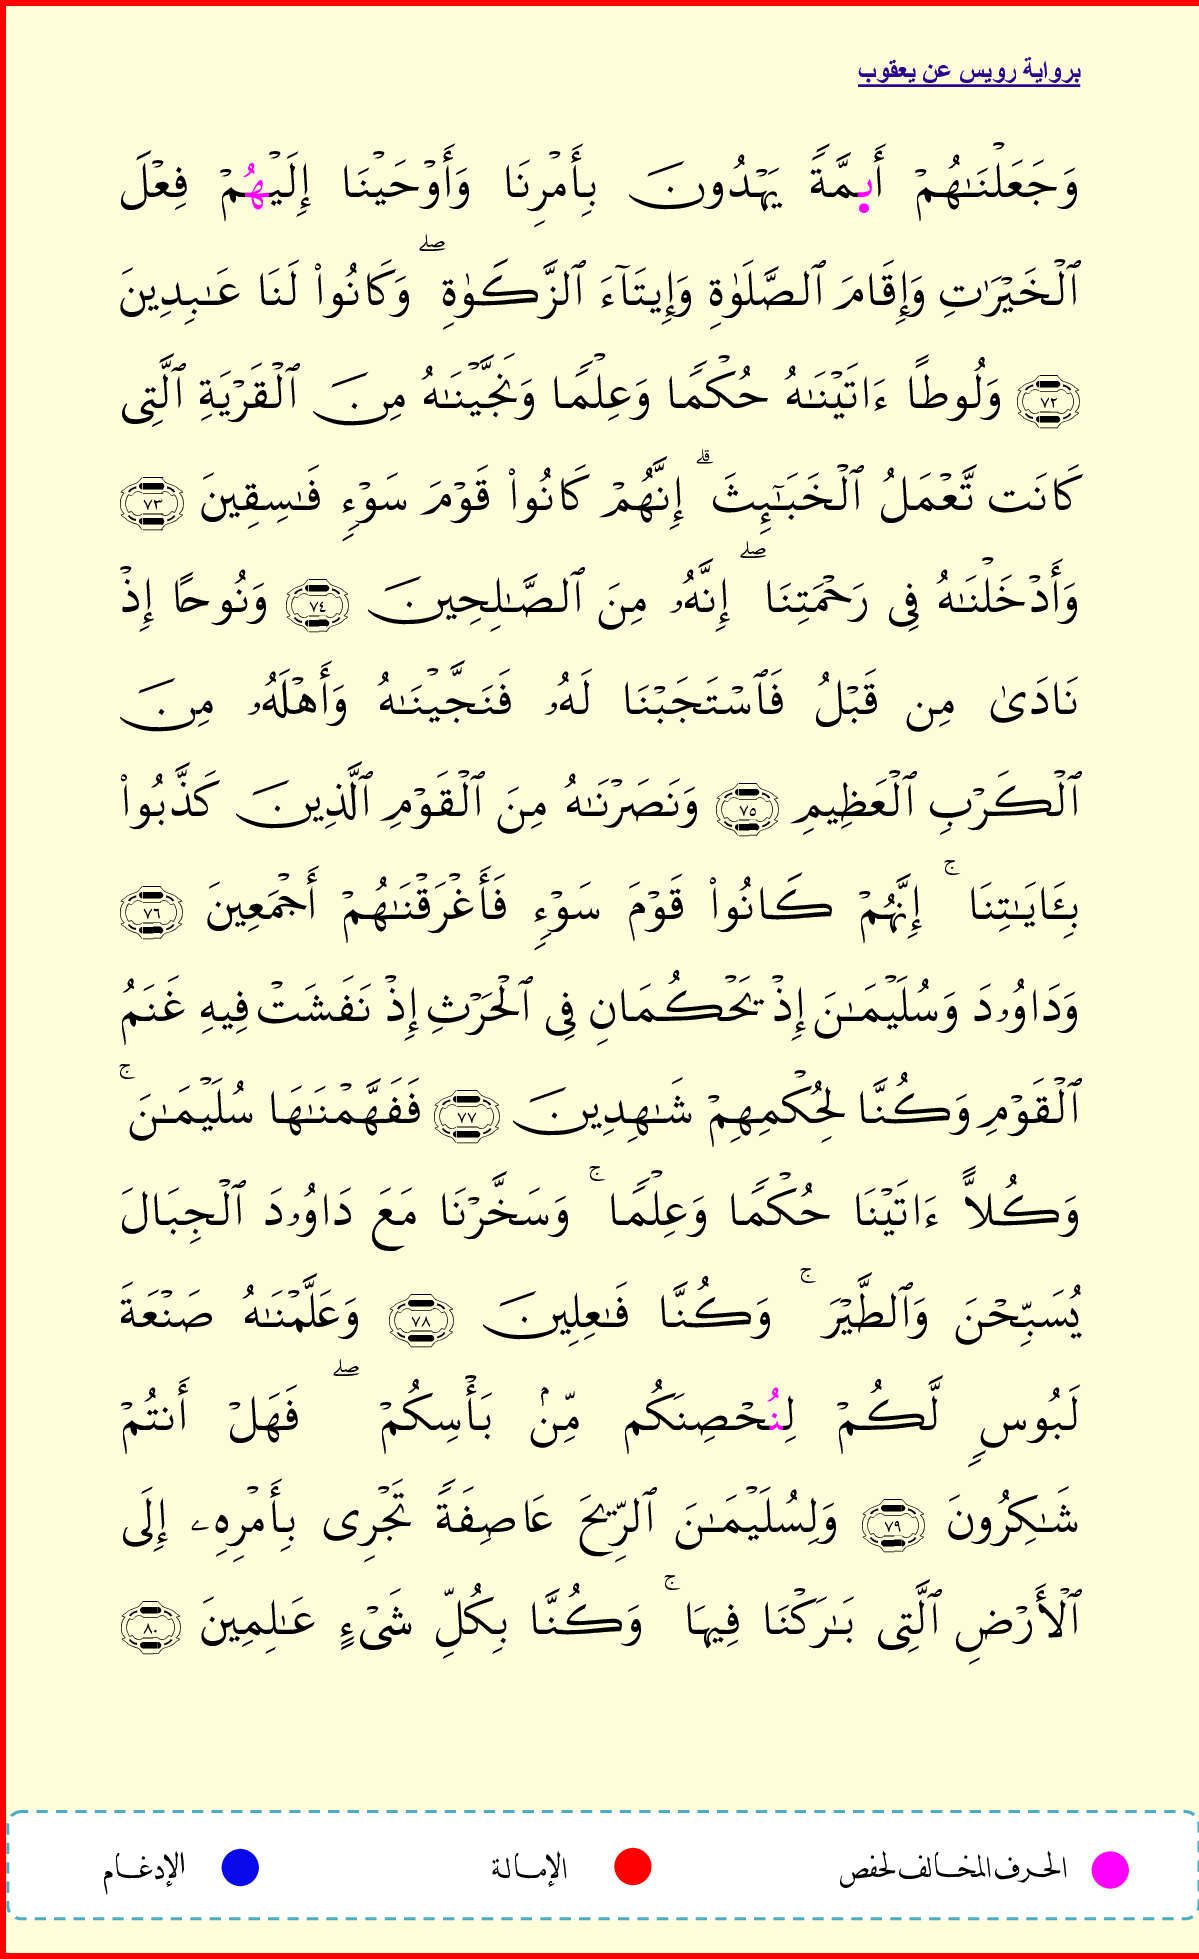 برواية رويس عن يعقوب
وَجَعَلْنَٰهُمْ أَىِٕمَّةً يَهْدُونَ بِأَمْرِنَا وَأَوْحَيْنَا إِلَيْهُمْ فِعْلَ
ٱلْخَيْرَٰتِ وَإِقَامَ ٱلصَّلَوٰةِ وَإِيتَآءَ ٱلزَّكَوٰةِ ۖ وَكَانُوا۟ لَنَا عَٰبِدِينَ
٧٢ وَلُوطًا ءَاتَيْنَٰهُ حُكْمًا وَعِلْمًا وَنَجَّيْنَٰهُ مِنَ ٱلْقَرْيَةِ ٱلَّتِى
كَانَت تَّعْمَلُ ٱلْخَبَٰٓئِثَ ۗ إِنَّهُمْ كَانُوا۟ قَوْمَ سَوْءٍ فَٰسِقِينَ ٧٣
وَأَدْخَلْنَٰهُ فِى رَحْمَتِنَا ۖ إِنَّهُۥ مِنَ ٱلصَّٰلِحِينَ ٧٤ وَنُوحًا إِذْ
نَادَىٰ مِن قَبْلُ فَٱسْتَجَبْنَا لَهُۥ فَنَجَّيْنَٰهُ وَأَهْلَهُۥ مِنَ
ٱلْكَرْبِ ٱلْعَظِيمِ ٧٥ وَنَصَرْنَٰهُ مِنَ ٱلْقَوْمِ ٱلَّذِينَ كَذَّبُوا۟
بِـَٔايَٰتِنَا ۚ إِنَّهُمْ كَانُوا۟ قَوْمَ سَوْءٍ فَأَغْرَقْنَٰهُمْ أَجْمَعِينَ ٧٦
وَدَاوُۥدَ وَسُلَيْمَٰنَ إِذْ يَحْكُمَانِ فِى ٱلْحَرْثِ إِذْ نَفَشَتْ فِيهِ غَنَمُ
ٱلْقَوْمِ وَكُنَّا لِحُكْمِهِمْ شَٰهِدِينَ ٧٧ فَفَهَّمْنَٰهَا سُلَيْمَٰنَ ۚ
وَكُلًّا ءَاتَيْنَا حُكْمًا وَعِلْمًا ۚ وَسَخَّرْنَا مَعَ دَاوُۥدَ ٱلْجِبَالَ
يُسَبِّحْنَ وَٱلطَّيْرَ ۚ وَكُنَّا فَٰعِلِينَ ٧٨ وَعَلَّمْنَٰهُ صَنْعَةَ
لَبُوسٍ لَّكُمْ لِنُحْصِنَكُم مِّنۢ بَأْسِكُمْ ۖ فَهَلْ أَنتُمْ
شَٰكِرُونَ ٧٩ وَلِسُلَيْمَٰنَ ٱلرِّيحَ عَاصِفَةً تَجْرِى بِأَمْرِهِۦ إِلَى
ٱلْأَرْضِ ٱلَّتِى بَٰرَكْنَا فِيهَا ۚ وَكُنَّا بِكُلِّ شَىْءٍ عَٰلِمِينَ ٨٠
الحرف المخالف لحفص الإمالة الإدغام